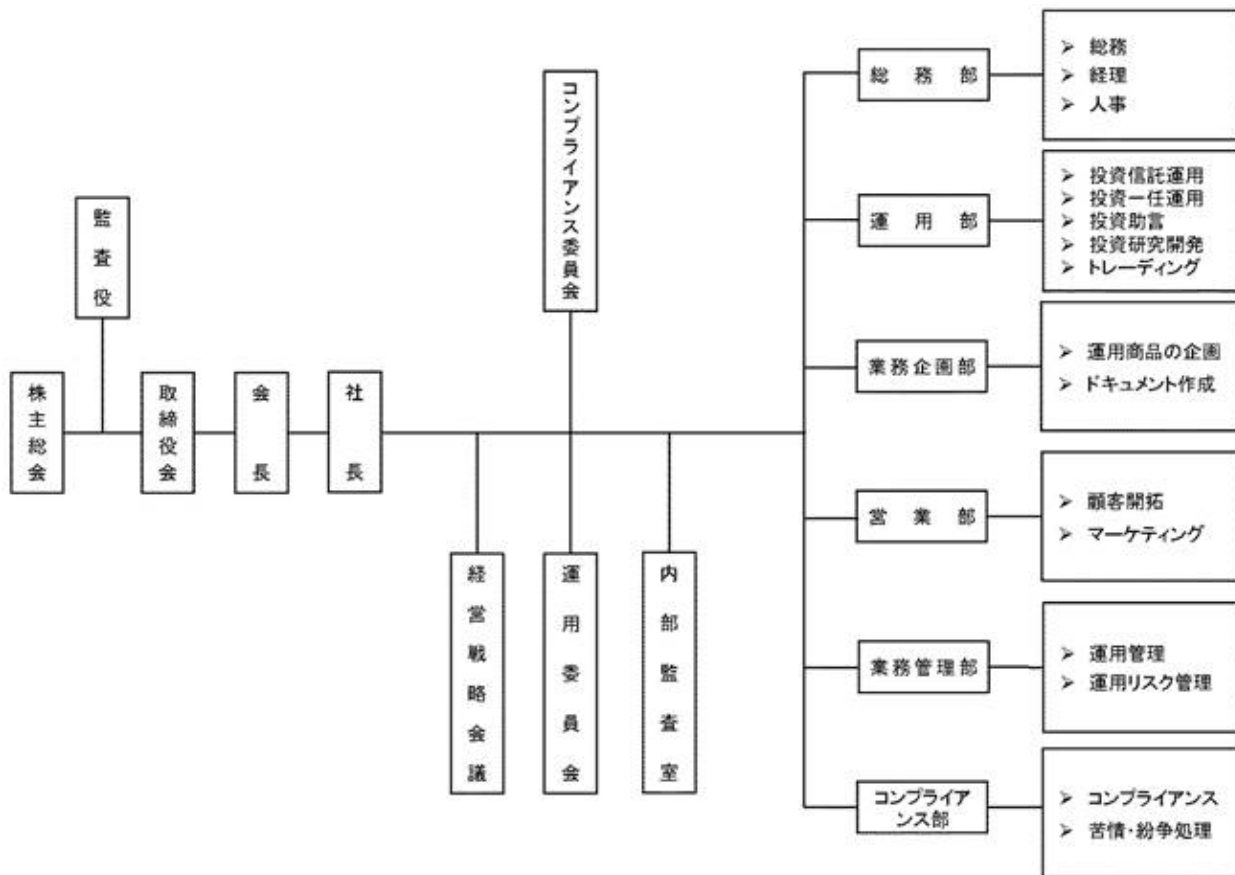 株主総会
監査役
取締役会
会長
社長
コンプライアンス委員会
経営戦略会議
運用委員会
内部監査室
総務部
➢ 総務
➢ 経理
➢ 人事
運用部
➢ 投資信託運用
➢ 投資一任運用
➢ 投資助言
➢ 投資研究開発
➢ トレーディング
業務企画部
➢ 運用商品の企画
➢ ドキュメント作成
営業部
➢ 顧客開拓
➢ マーケティング
業務管理部
➢ 運用管理
➢ 運用リスク管理
コンプライア
ンス部
➢ コンプライアンス
➢ 苦情・紛争処理